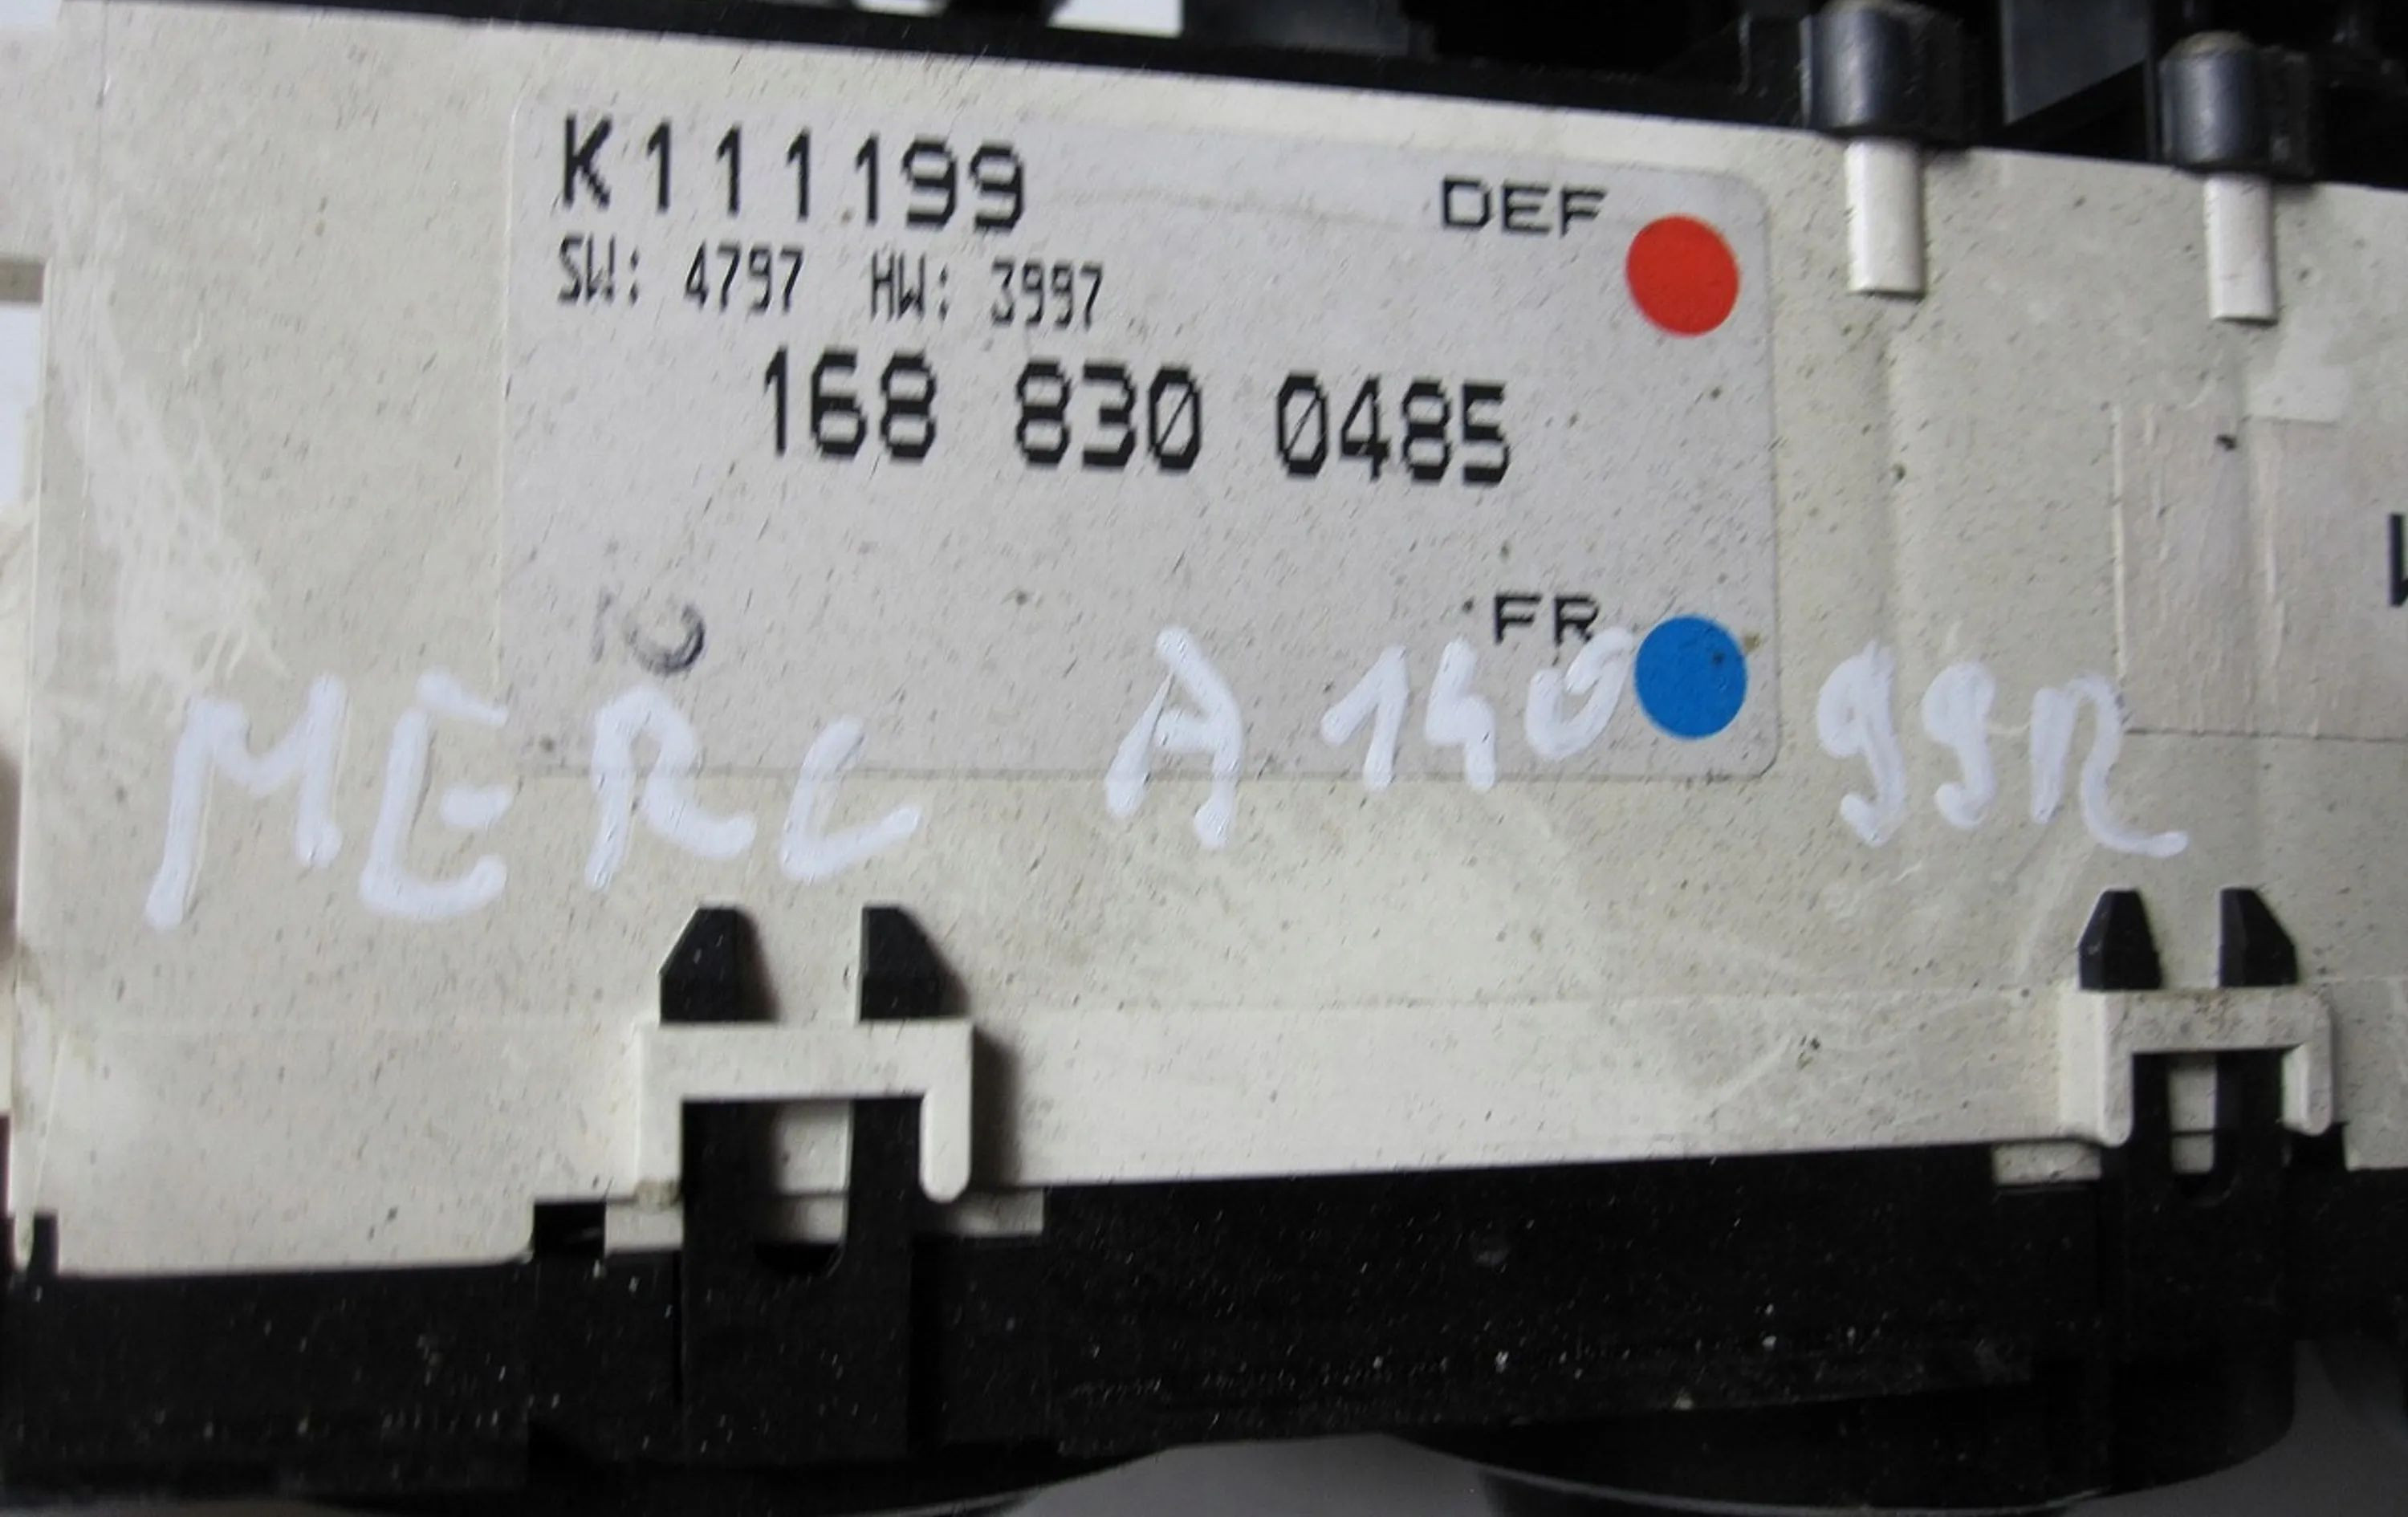 K111199 DEF
SW: 4797 HW: 3997
168 830 0485
FR
MERC A 140 99R